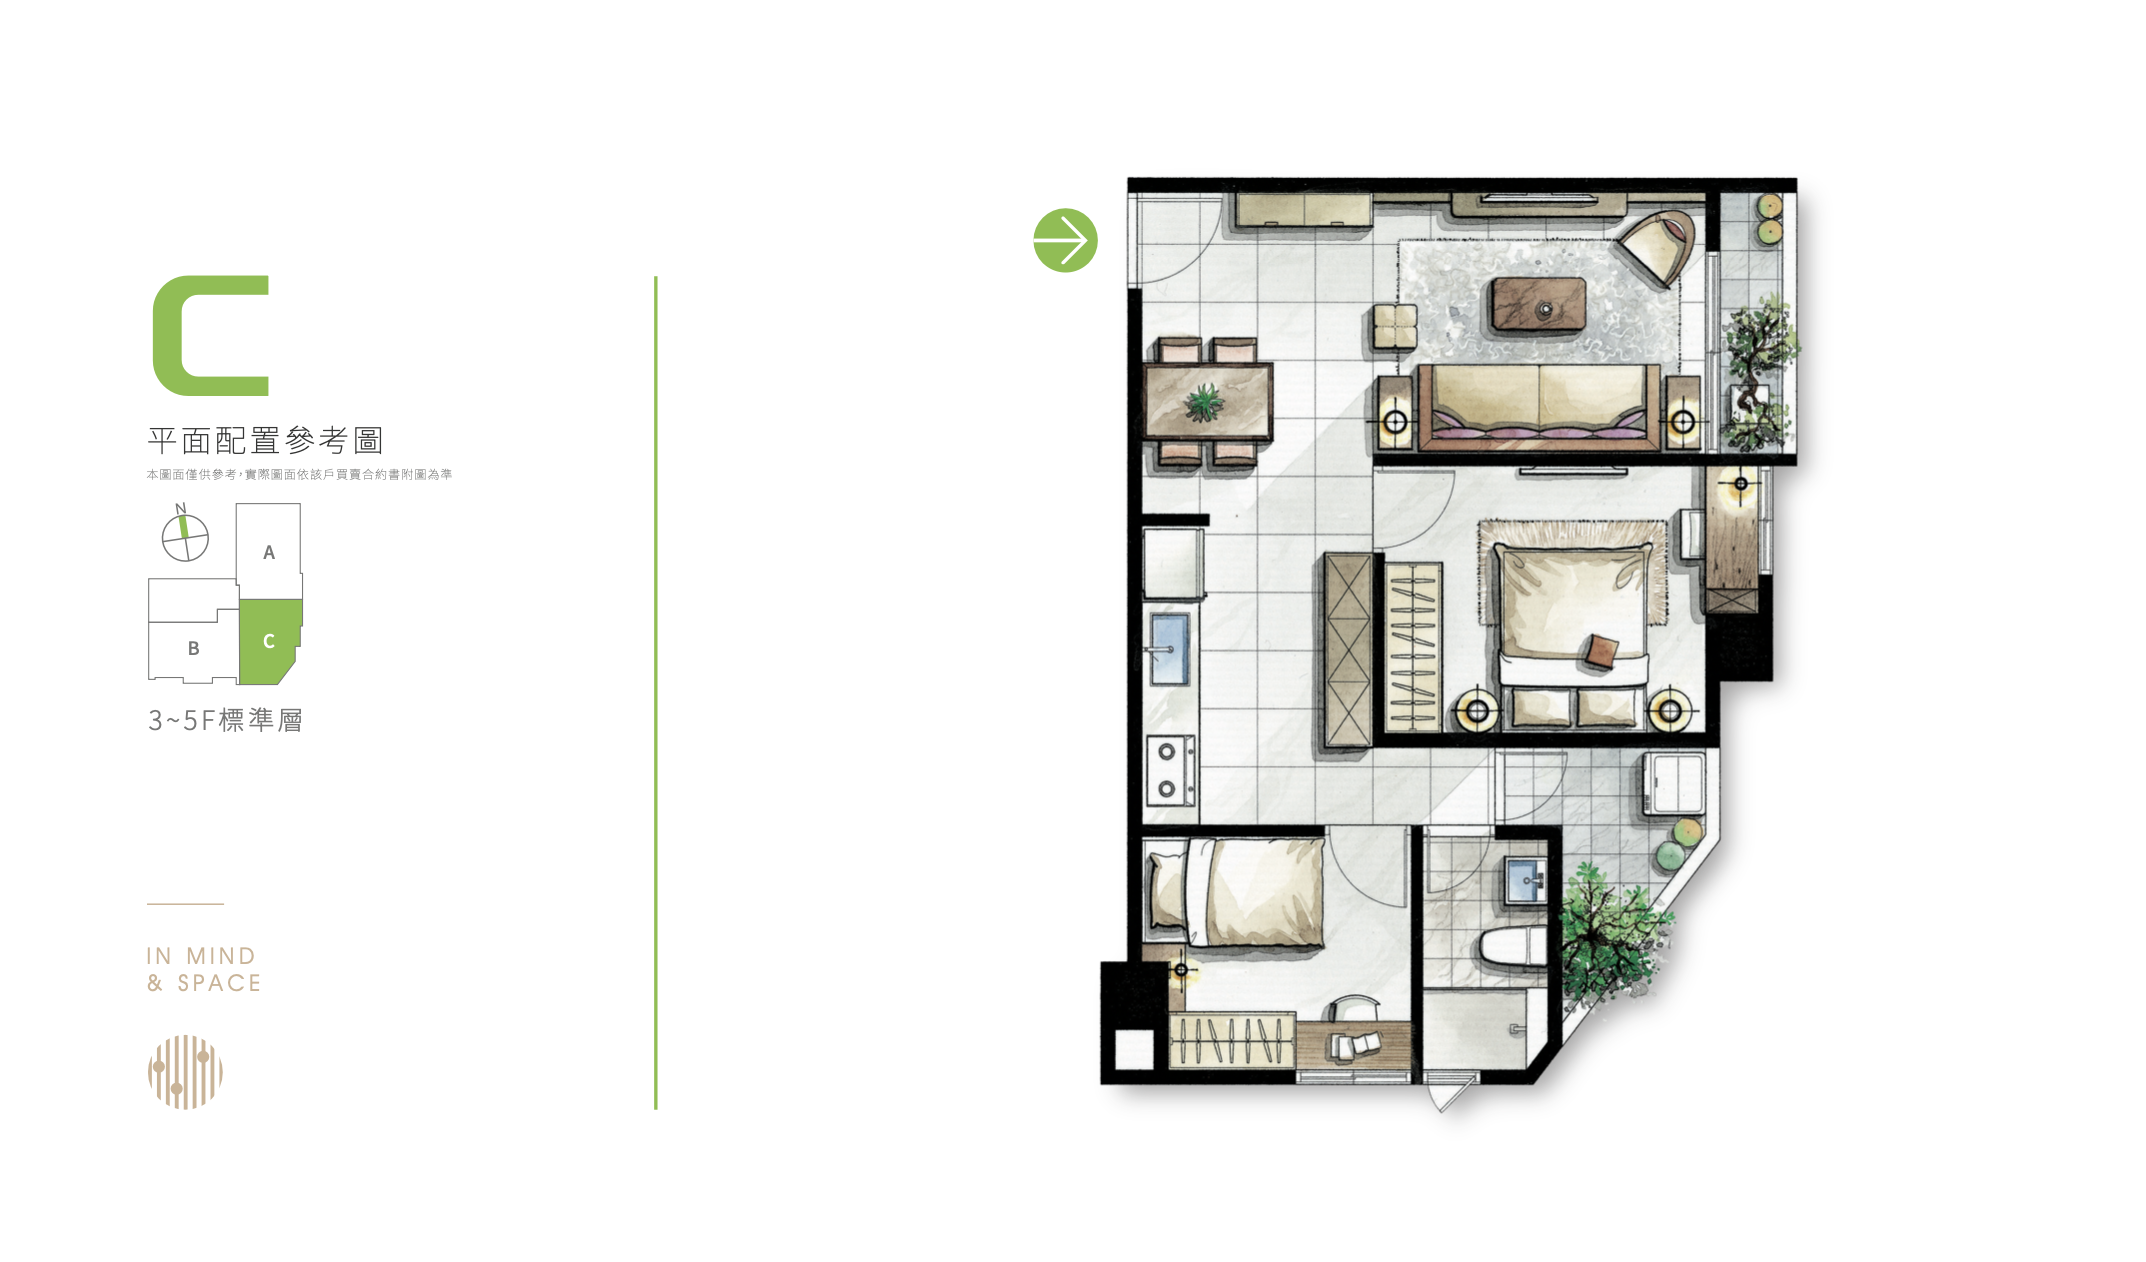 C
平面配置參考圖
本圖面僅供參考，實際圖面依該戶買賣合約書附圖為準
N
A
B
C
3~5F標準層
IN MIND
& SPACE